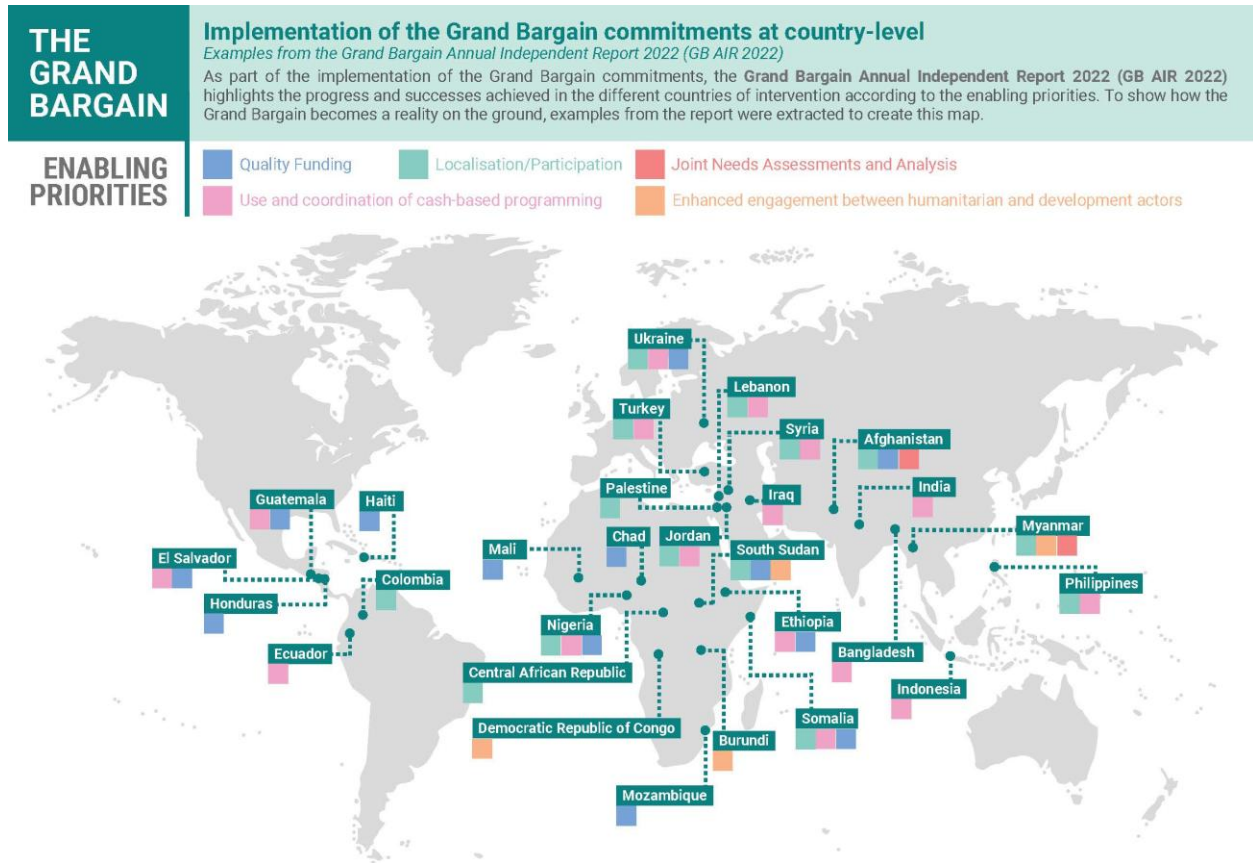 THE
GRAND
BARGAIN
Implementation of the Grand Bargain commitments at country-level
Examples from the Grand Bargain Annual Independent Report 2022 (GB AIR 2022)
As part of the implementation of the Grand Bargain commitments, the Grand Bargain Annual Independent Report 2022 (GB AIR 2022)
highlights the progress and successes achieved in the different countries of intervention according to the enabling priorities. To show how the
Grand Bargain becomes a reality on the ground, examples from the report were extracted to create this map.
ENABLING
PRIORITIES
Quality Funding
Localisation/Participation
Joint Needs Assessments and Analysis
Use and coordination of cash-based programming
Enhanced engagement between humanitarian and development actors
Ukraine
Lebanon
Turkey
Syria
Afghanistan
Palestine
Iraq
India
Guatemala
Haiti
Myanmar
Mali
Chad
Jordan
South Sudan
El Salvador
Colombia
Philippines
Honduras
Nigeria
Ethiopia
Ecuador
Bangladesh
Central African Republic
Indonesia
Democratic Republic of Congo
Somalia
Burundi
Mozambique